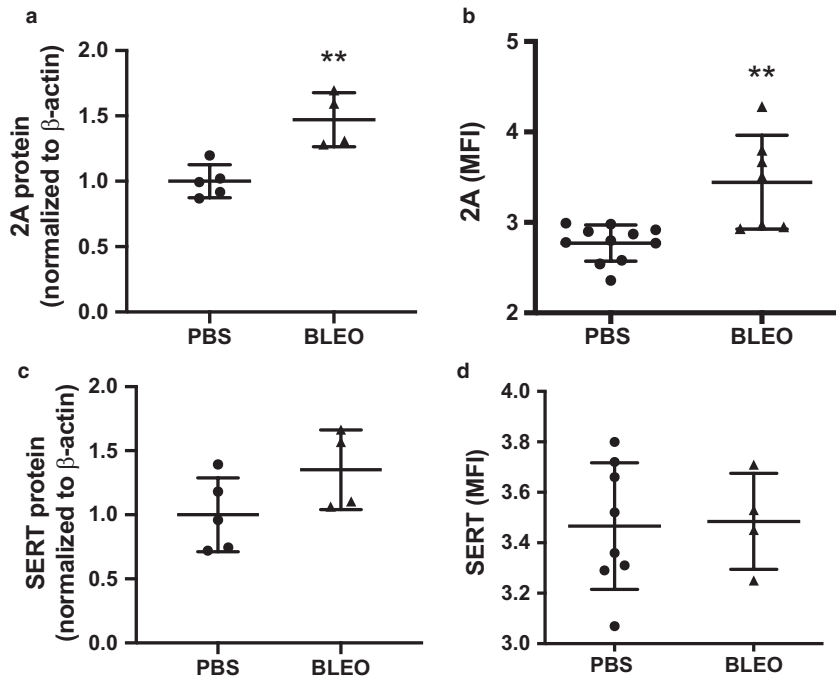 a
2A protein
(normalized to β-actin)
2.0
1.5
1.0
0.5
0.0
**
PBS
BLEO
b
2A (MFI)
5
4
3
2
**
PBS
BLEO
c
SERT protein
(normalized to β-actin)
2.0
1.5
1.0
0.5
0.0
PBS
BLEO
d
SERT (MFI)
4.0
3.8
3.6
3.4
3.2
3.0
PBS
BLEO